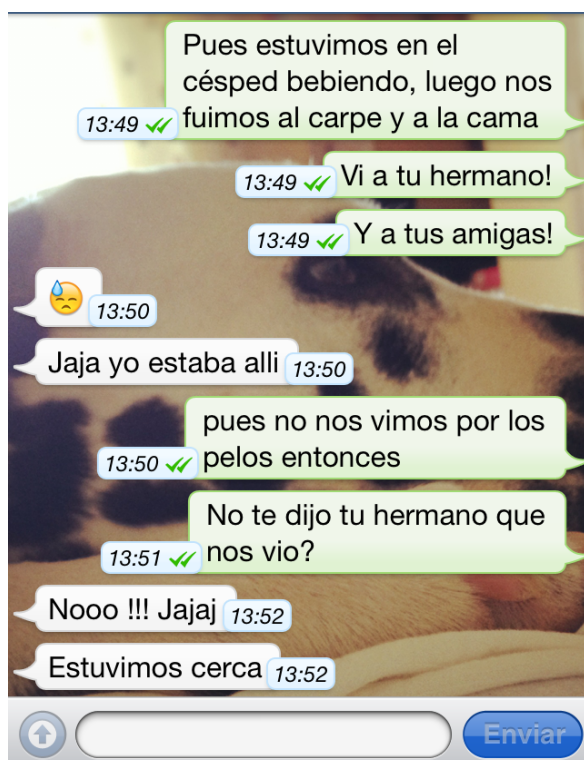 Pues estuvimos en el
césped bebiendo, luego nos
13:49 fuimos al carpe y a la cama
13:49 Vi a tu hermano!
13:49 Y a tus amigas!
13:50
Jaja yo estaba alli 13:50
pues no nos vimos por los
13:50 pelos entonces
No te dijo tu hermano que
13:51 nos vio?
Nooo !!! Jajaj 13:52
Estuvimos cerca 13:52
Enviar